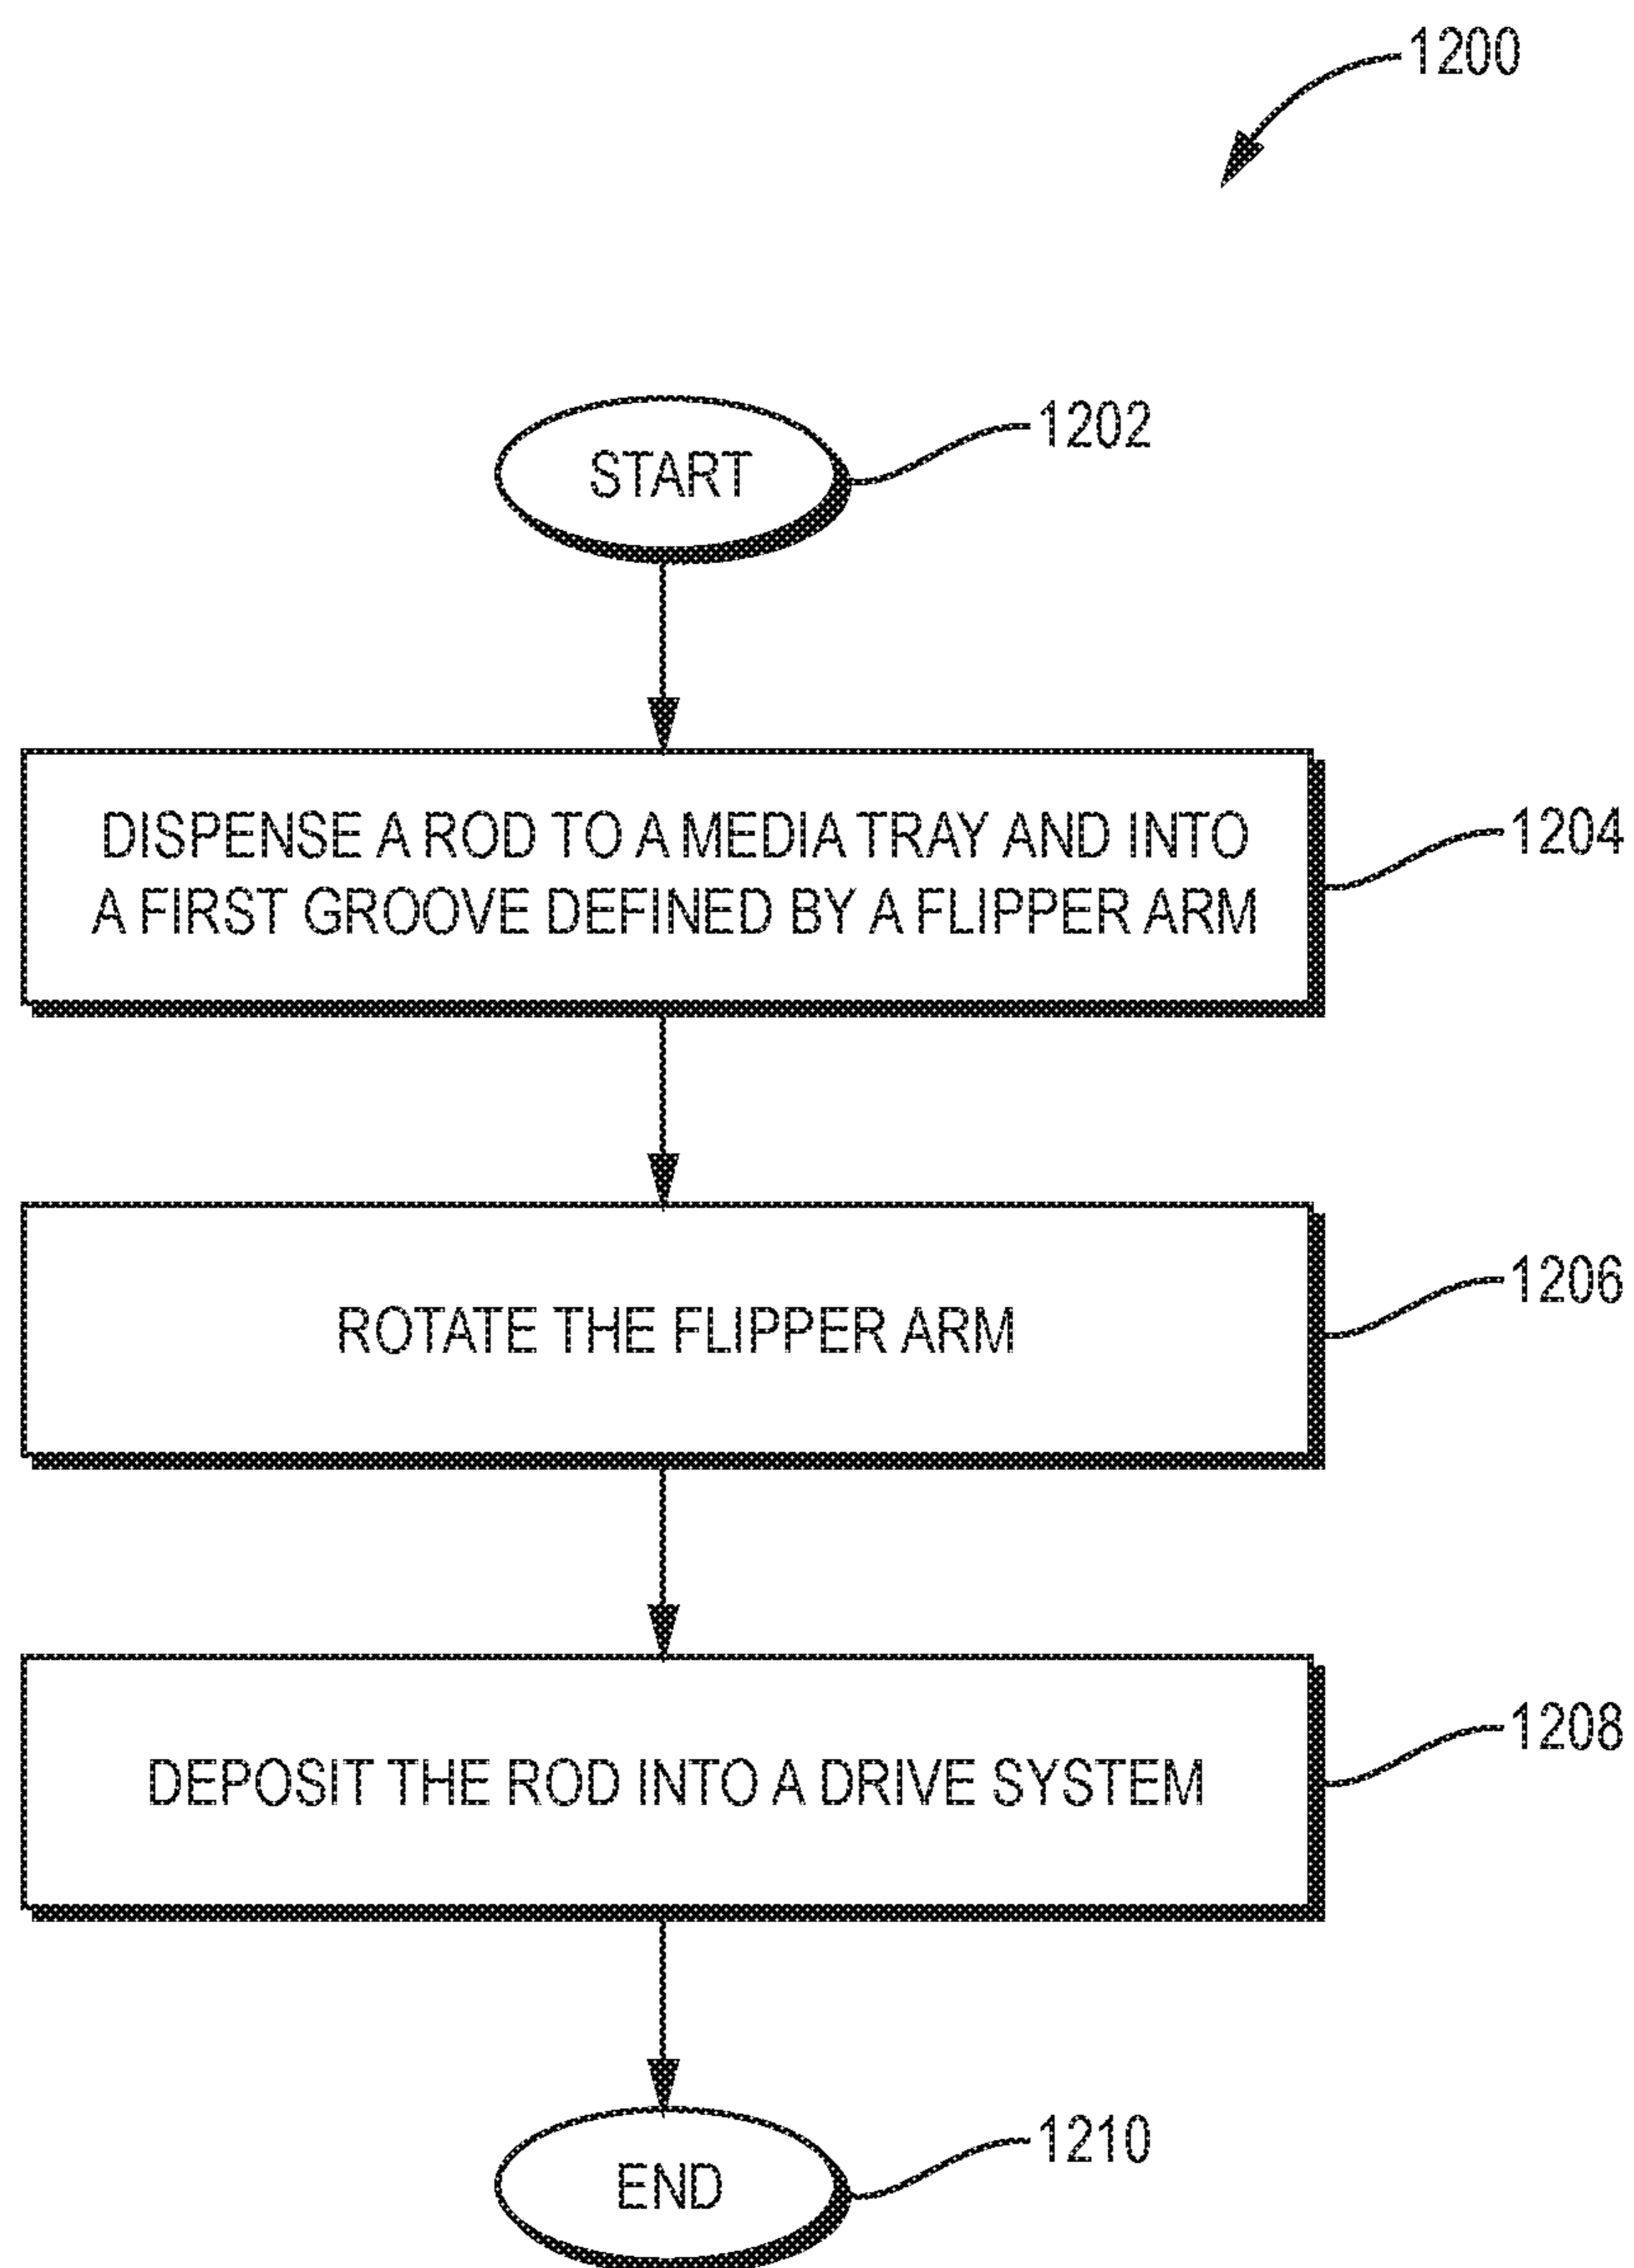 1200
START
1202
DISPENSE A ROD TO A MEDIA TRAY AND INTO
A FIRST GROOVE DEFINED BY A FLIPPER ARM
1204
ROTATE THE FLIPPER ARM
1206
DEPOSIT THE ROD INTO A DRIVE SYSTEM
1208
END
1210